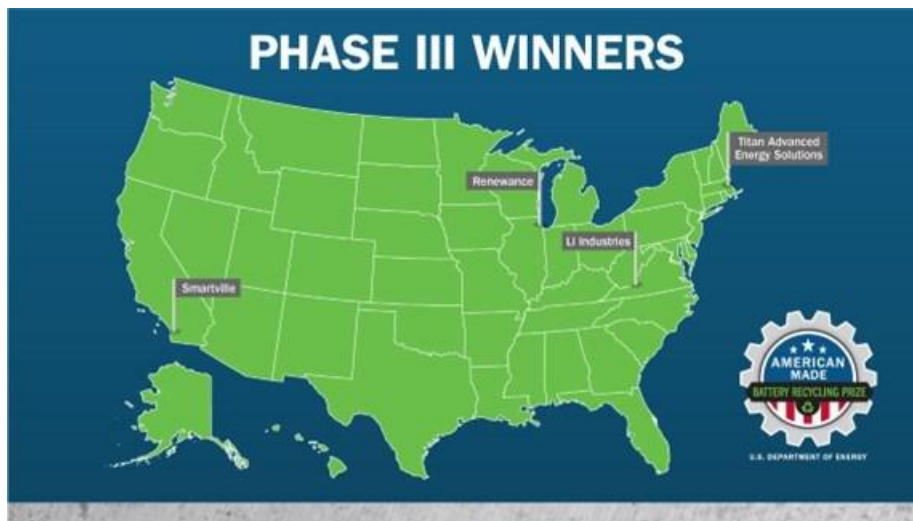 PHASE III WINNERS
Titan Advanced
Energy Solutions
Renewance
LI Industries
Smartville
AMERICAN
MADE
BATTERY RECYCLING PRIZE
U.S. DEPARTMENT OF ENERGY